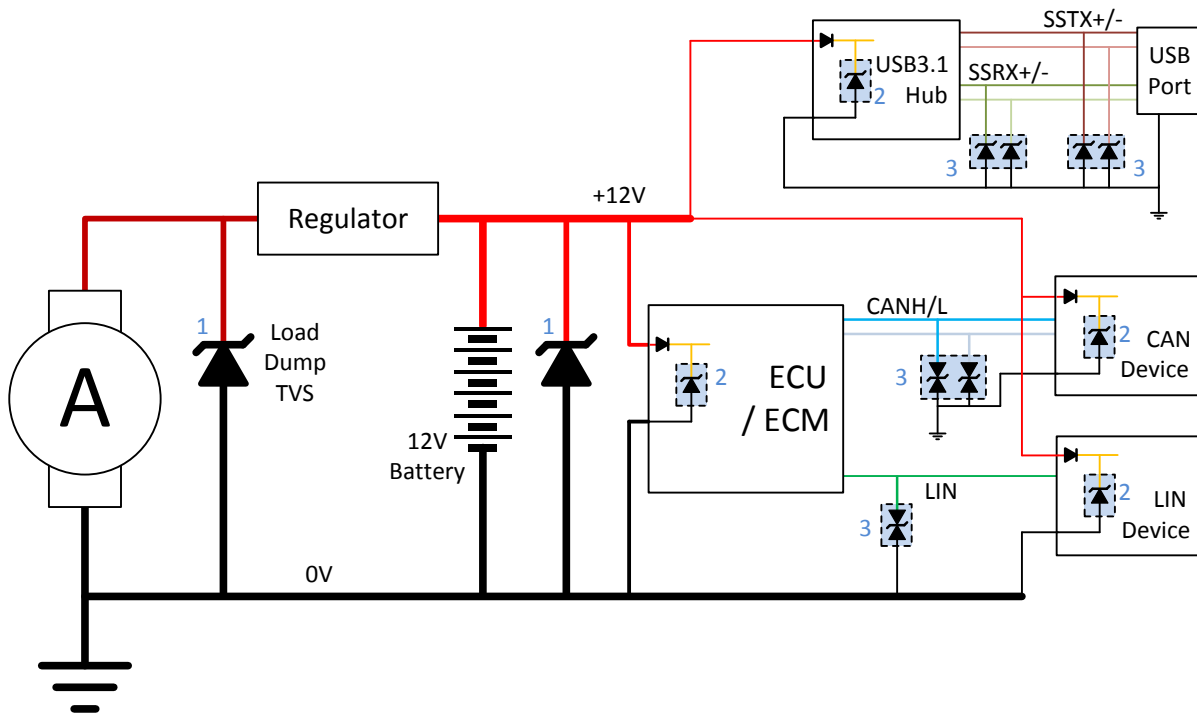 SSTX+/-
USB3.1
Hub
2
SSRX+/-
USB
Port
3
3
+12V
Regulator
A
1
Load
Dump
TVS
12V
Battery
1
2
ECU
/ ECM
CANH/L
3
2
CAN
Device
LIN
3
2
LIN
Device
0V